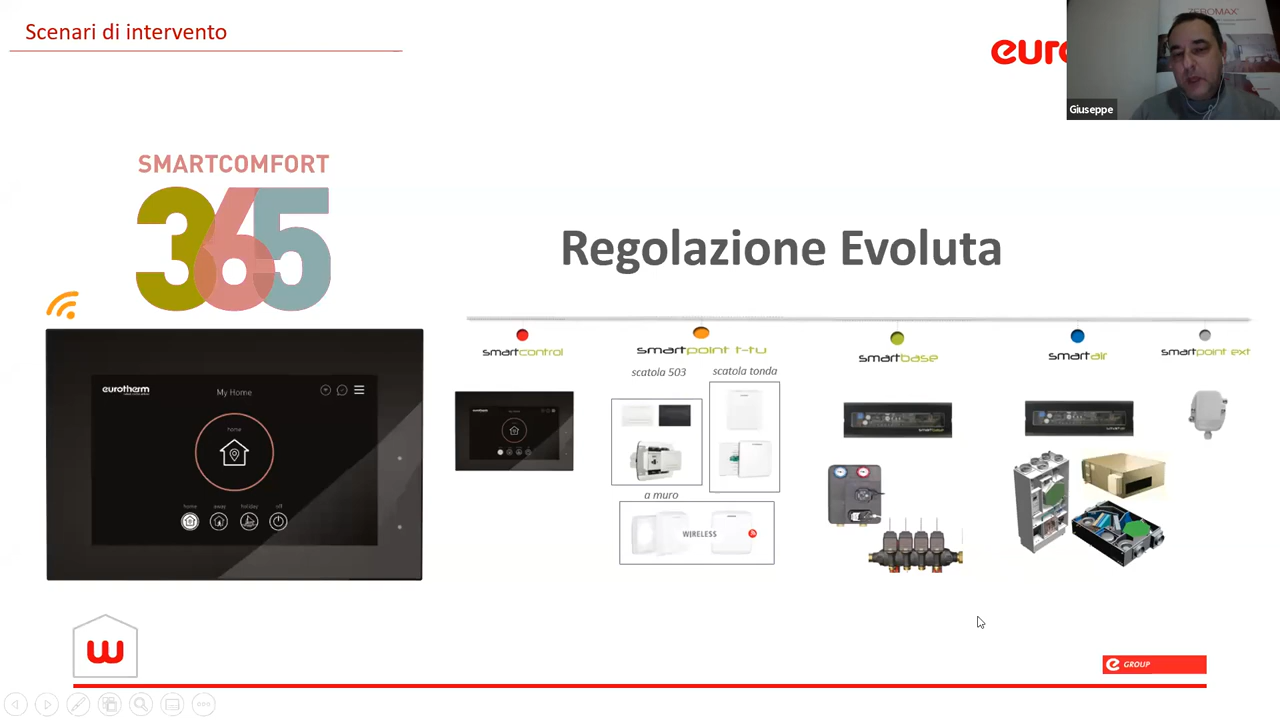 Scenari di intervento
euro
ZEROMAX
Giuseppe
SMARTCOMFORT
365
Regolazione Evoluta
smartcontrol
smartpoint t-tu
smartbase
smartair
smartpoint ext
scatola 503
scatola tonda
a muro
WIRELESS
eurotherm
My Home
home
home
away
holiday
off
w
e GROUP